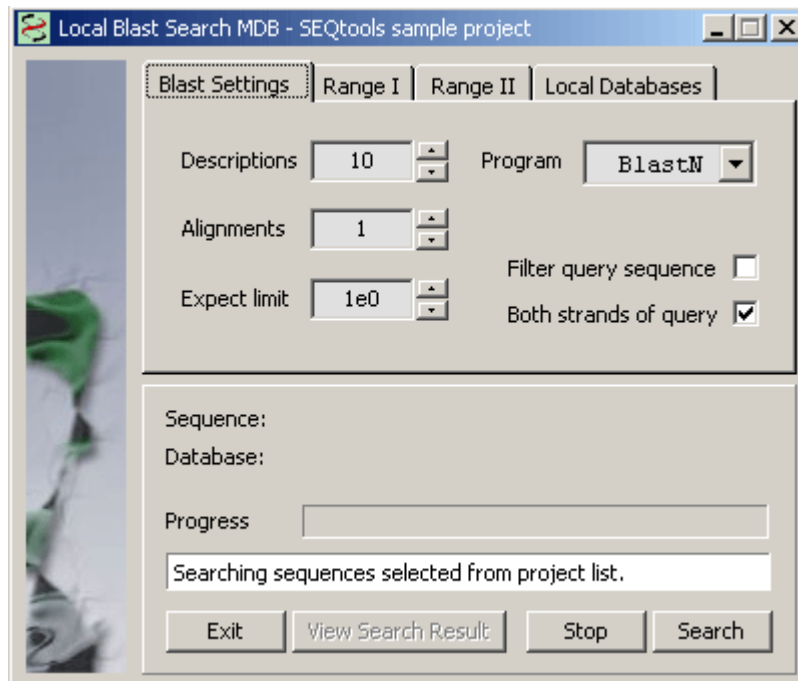 Local Blast Search MDB - SEQtools sample project
Blast Settings Range I Range II Local Databases
Descriptions 10 Program BlastN
Alignments 1
Filter query sequence
Expect limit 1e0
Both strands of query
Sequence:
Database:
Progress
Searching sequences selected from project list.
Exit View Search Result Stop Search